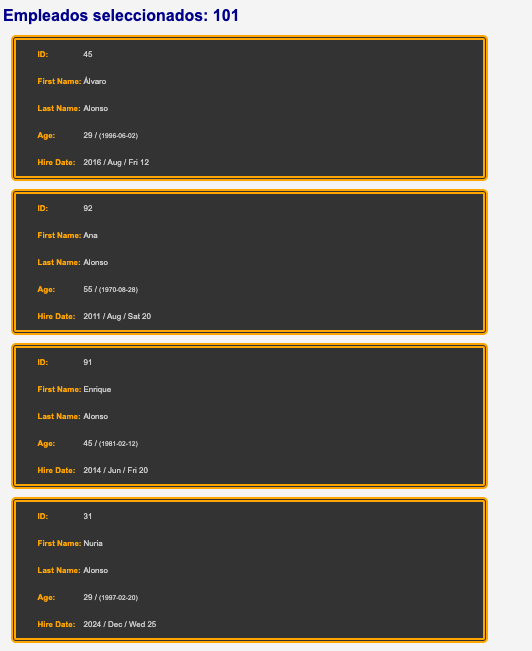 Empleados seleccionados: 101
ID: 45
First Name: Álvaro
Last Name: Alonso
Age: 29 / (1996-06-02)
Hire Date: 2016 / Aug / Fri 12
ID: 92
First Name: Ana
Last Name: Alonso
Age: 55 / (1970-08-28)
Hire Date: 2011 / Aug / Sat 20
ID: 91
First Name: Enrique
Last Name: Alonso
Age: 45 / (1981-02-12)
Hire Date: 2014 / Jun / Fri 20
ID: 31
First Name: Nuria
Last Name: Alonso
Age: 29 / (1997-02-20)
Hire Date: 2024 / Dec / Wed 25